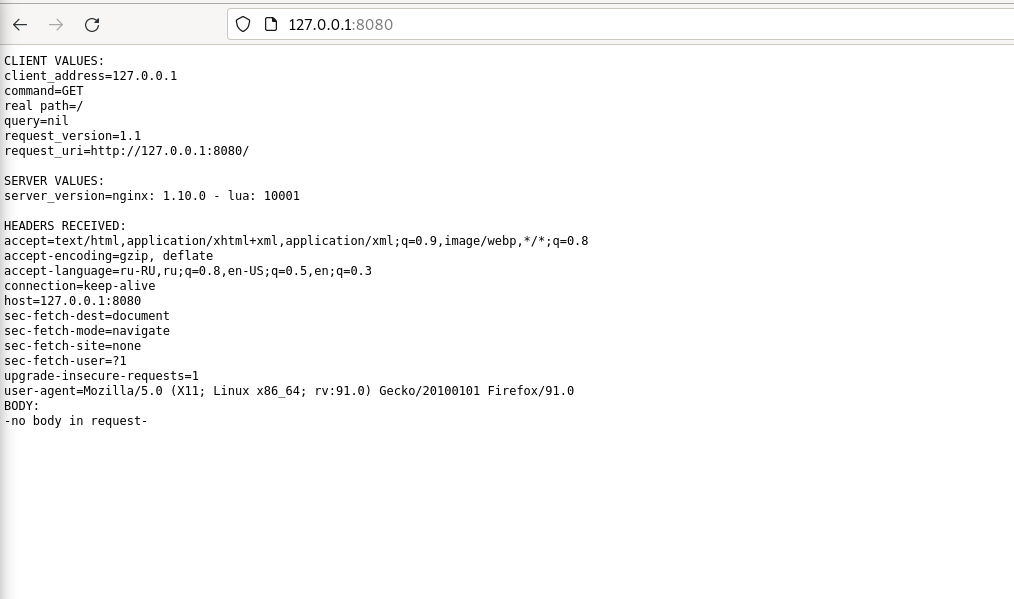 127.0.0.1:8080
CLIENT VALUES:
client_address=127.0.0.1
command=GET
real path=/
query=nil
request_version=1.1
request_uri=http://127.0.0.1:8080/
SERVER VALUES:
server_version=nginx: 1.10.0 - lua: 10001
HEADERS RECEIVED:
accept=text/html,application/xhtml+xml,application/xml;q=0.9,image/webp,*/*;q=0.8
accept-encoding=gzip, deflate
accept-language=ru-RU,ru;q=0.8,en-US;q=0.5,en;q=0.3
connection=keep-alive
host=127.0.0.1:8080
sec-fetch-dest=document
sec-fetch-mode=navigate
sec-fetch-site=none
sec-fetch-user=?1
upgrade-insecure-requests=1
user-agent=Mozilla/5.0 (X11; Linux x86_64; rv:91.0) Gecko/20100101 Firefox/91.0
BODY:
-no body in request-